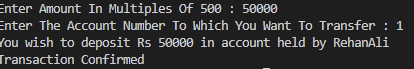 Enter Amount In Multiples Of 500 : 50000
Enter The Account Number To Which You Want To Transfer : 1
You wish to deposit Rs 50000 in account held by RehanAli
Transaction Confirmed